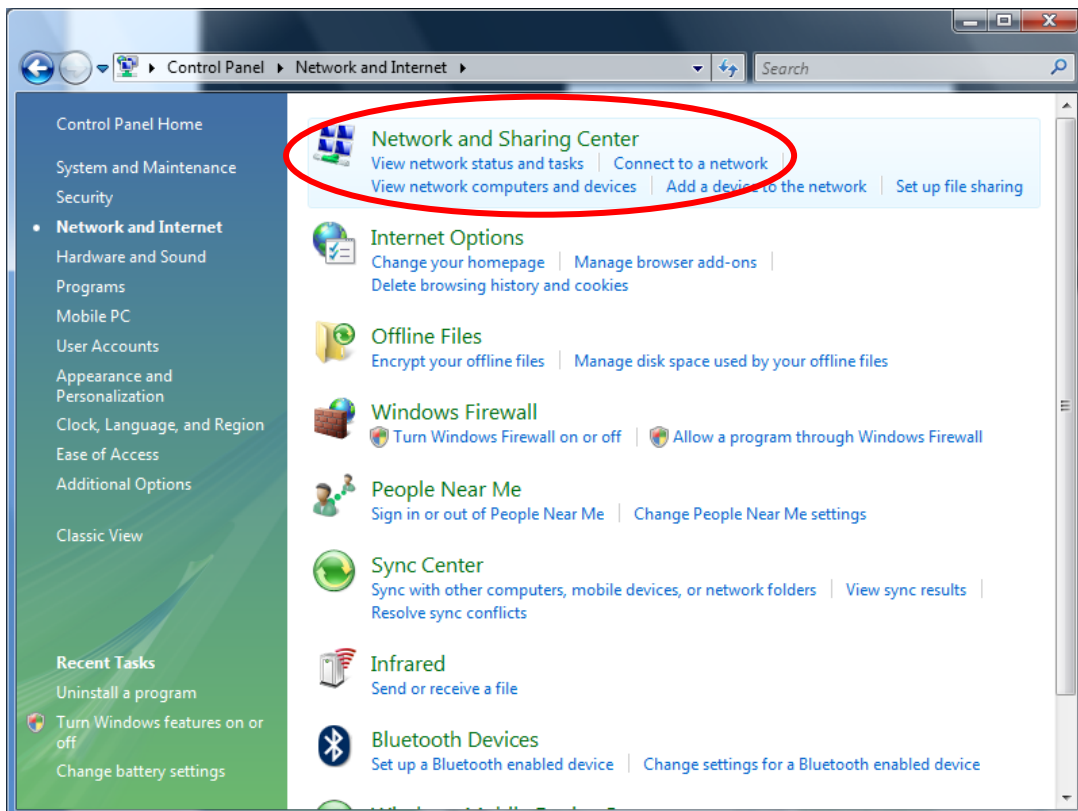 Control Panel Network and Internet
Search
Control Panel Home
System and Maintenance
Security
Network and Internet
Hardware and Sound
Programs
Mobile PC
User Accounts
Appearance and
Personalization
Clock, Language, and Region
Ease of Access
Additional Options
Classic View
Recent Tasks
Uninstall a program
Turn Windows features on or
off
Change battery settings
Network and Sharing Center
View network status and tasks Connect to a network
View network computers and devices Add a device to the network Set up file sharing
Internet Options
Change your homepage Manage browser add-ons
Delete browsing history and cookies
Offline Files
Encrypt your offline files Manage disk space used by your offline files
Windows Firewall
Turn Windows Firewall on or off Allow a program through Windows Firewall
People Near Me
Sign in or out of People Near Me Change People Near Me settings
Sync Center
Sync with other computers, mobile devices, or network folders View sync results
Resolve sync conflicts
Infrared
Send or receive a file
Bluetooth Devices
Set up a Bluetooth enabled device Change settings for a Bluetooth enabled device